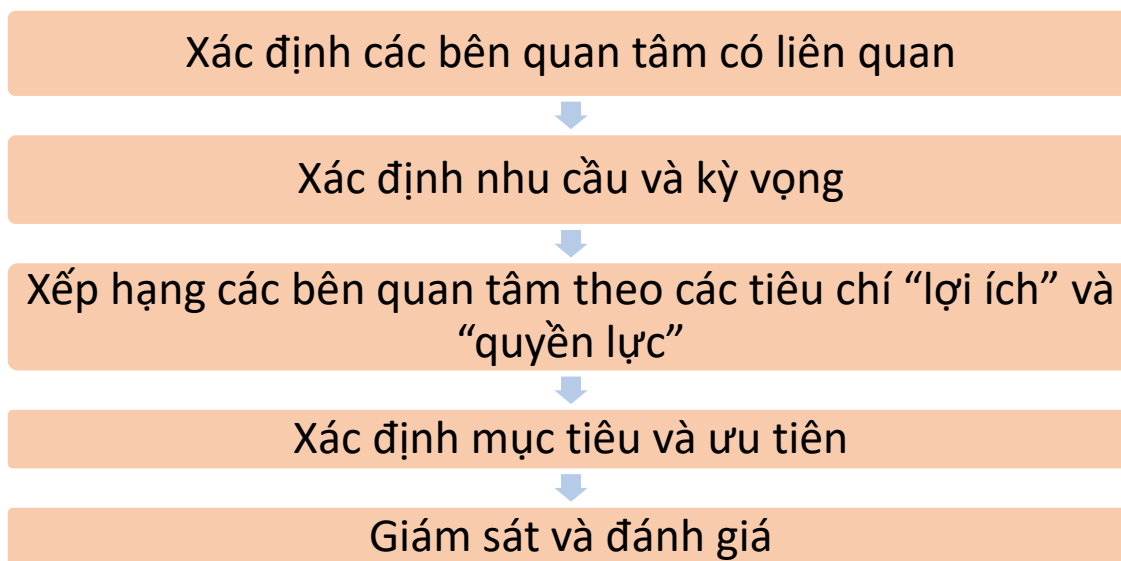 Xác định các bên quan tâm có liên quan
Xác định nhu cầu và kỳ vọng
Xếp hạng các bên quan tâm theo các tiêu chí “lợi ích” và
“quyền lực”
Xác định mục tiêu và ưu tiên
Giám sát và đánh giá